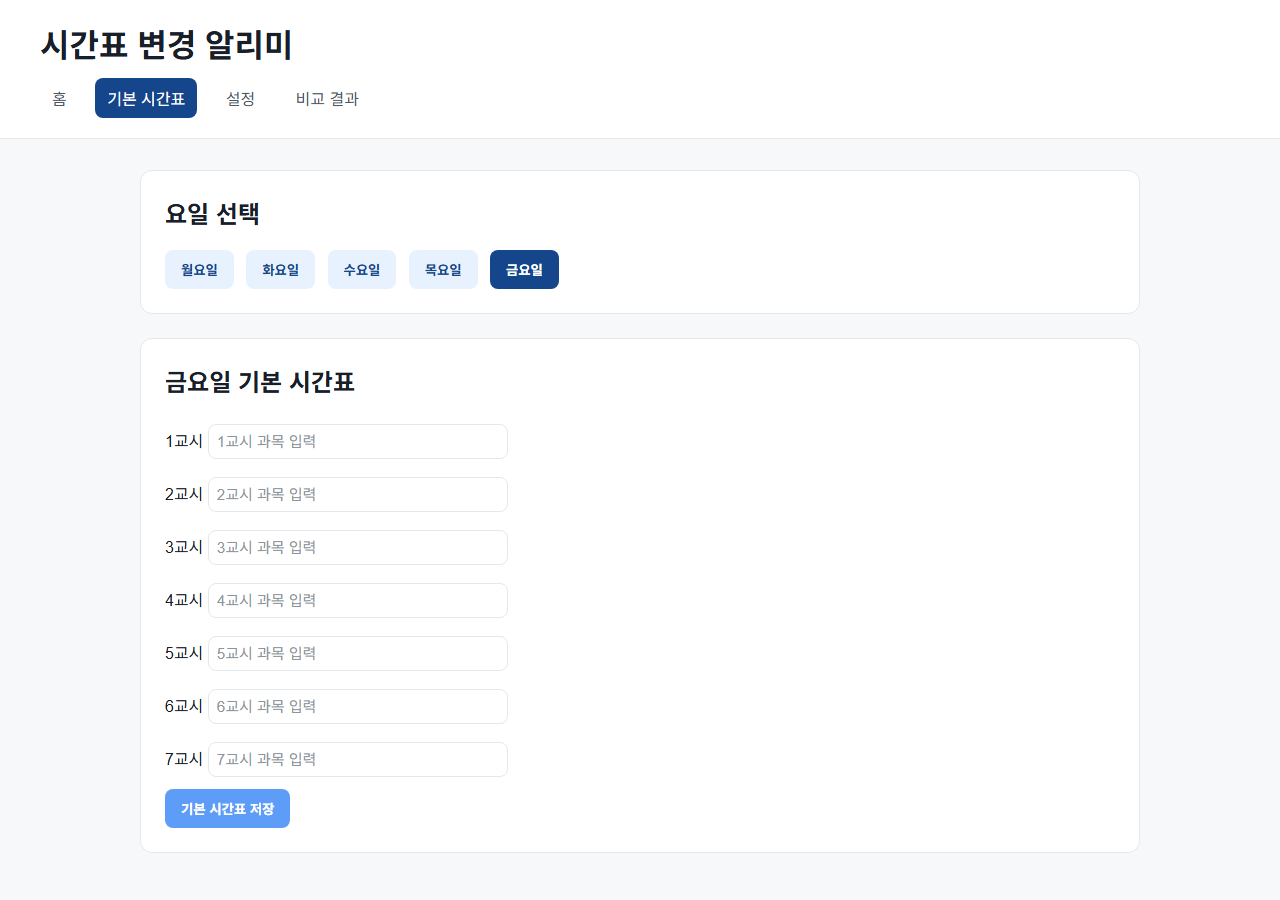 시간표 변경 알리미
홈 기본 시간표 설정 비교 결과
요일 선택
월요일 화요일 수요일 목요일 금요일
금요일 기본 시간표
1교시 1교시 과목 입력
2교시 2교시 과목 입력
3교시 3교시 과목 입력
4교시 4교시 과목 입력
5교시 5교시 과목 입력
6교시 6교시 과목 입력
7교시 7교시 과목 입력
기본 시간표 저장